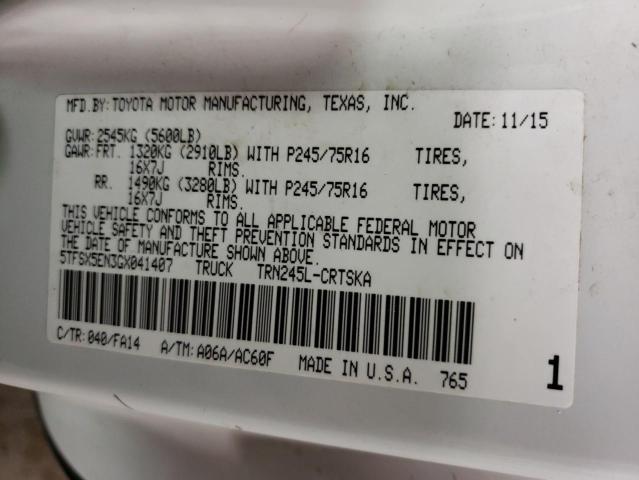 MFD.BY:TOYOTA MOTOR MANUFACTURING, TEXAS, INC.
DATE:11/15
GVWR:2545KG (5600LB)
GAWR:FRT. 1320KG (2910LB) WITH P245/75R16 TIRES,
16X7J RIMS.
RR. 1490KG (3280LB) WITH P245/75R16 TIRES,
16X7J RIMS.
THIS VEHICLE CONFORMS TO ALL APPLICABLE FEDERAL MOTOR
VEHICLE SAFETY AND THEFT PREVENTION STANDARDS IN EFFECT ON
THE DATE OF MANUFACTURE SHOWN ABOVE.
5TFSX5EN3GX041407 TRUCK TRN245L-CRTSKA
C/TR:040/FA14 A/TM:A06A/AC60F MADE IN U.S.A. 765
1